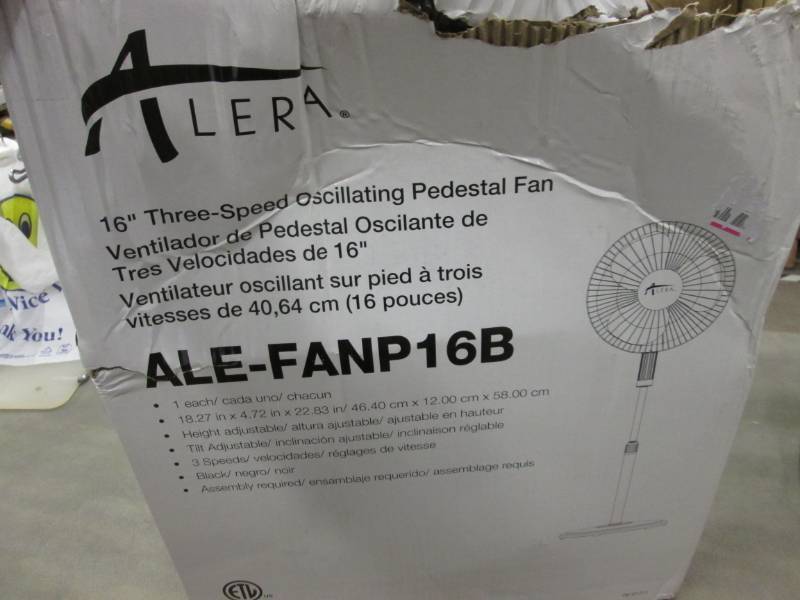 ALERA®
16" Three-Speed Oscillating Pedestal Fan
Ventilador de Pedestal Oscilante de
Tres Velocidades de 16"
Ventilateur oscillant sur pied à trois
vitesses de 40,64 cm (16 pouces)
ALE-FANP16B
• 1 each/ cada uno/ chacun
• 18.27 in x 4.72 in x 22.83 in/ 46.40 cm x 12.00 cm x 58.00 cm
• Height adjustable/ altura ajustable/ ajustable en hauteur
• Tilt Adjustable/ inclinación ajustable/ inclinaison réglable
• 3 Speeds/ velocidades/ réglages de vitesse
• Black/ negro/ noir
• Assembly required/ ensamblaje requerido/ assemblage requis
ALERA
ETL us
Nice
You!